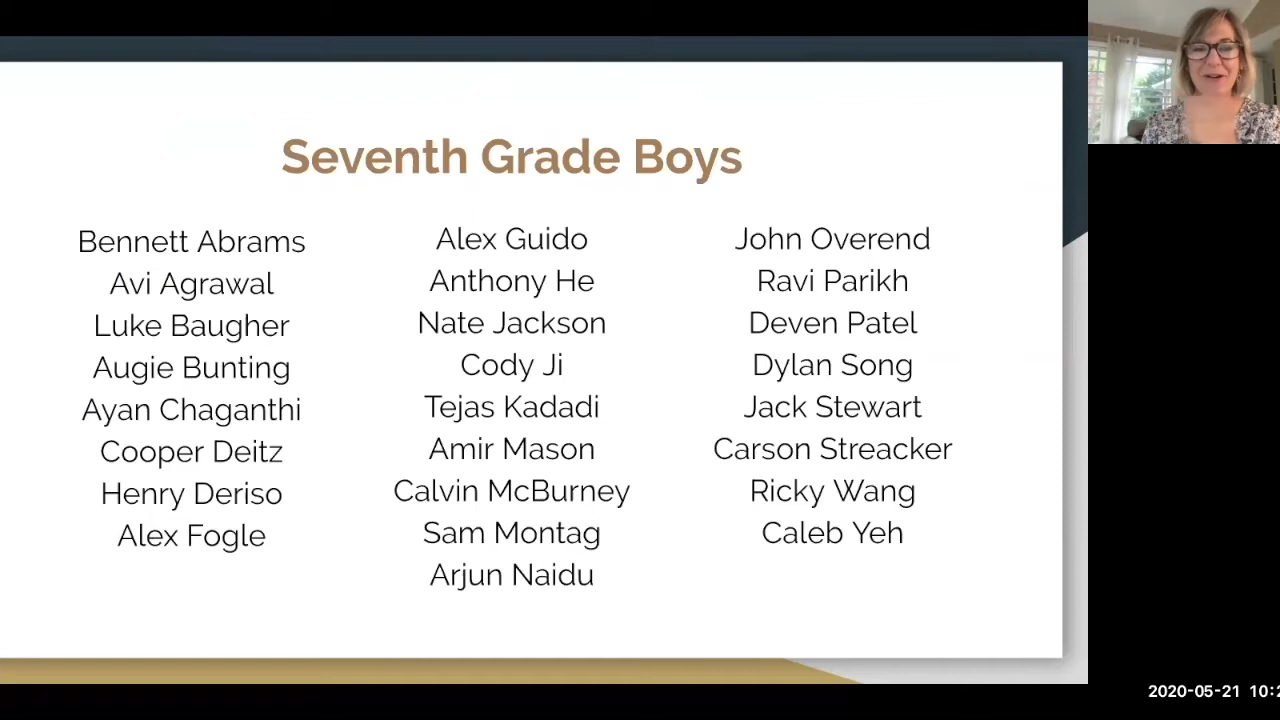 Seventh Grade Boys
Bennett Abrams
Avi Agrawal
Luke Baugher
Augie Bunting
Ayan Chaganthi
Cooper Deitz
Henry Deriso
Alex Fogle
Alex Guido
Anthony He
Nate Jackson
Cody Ji
Tejas Kadadi
Amir Mason
Calvin McBurney
Sam Montag
Arjun Naidu
John Overend
Ravi Parikh
Deven Patel
Dylan Song
Jack Stewart
Carson Streacker
Ricky Wang
Caleb Yeh
2020-05-21 10:2